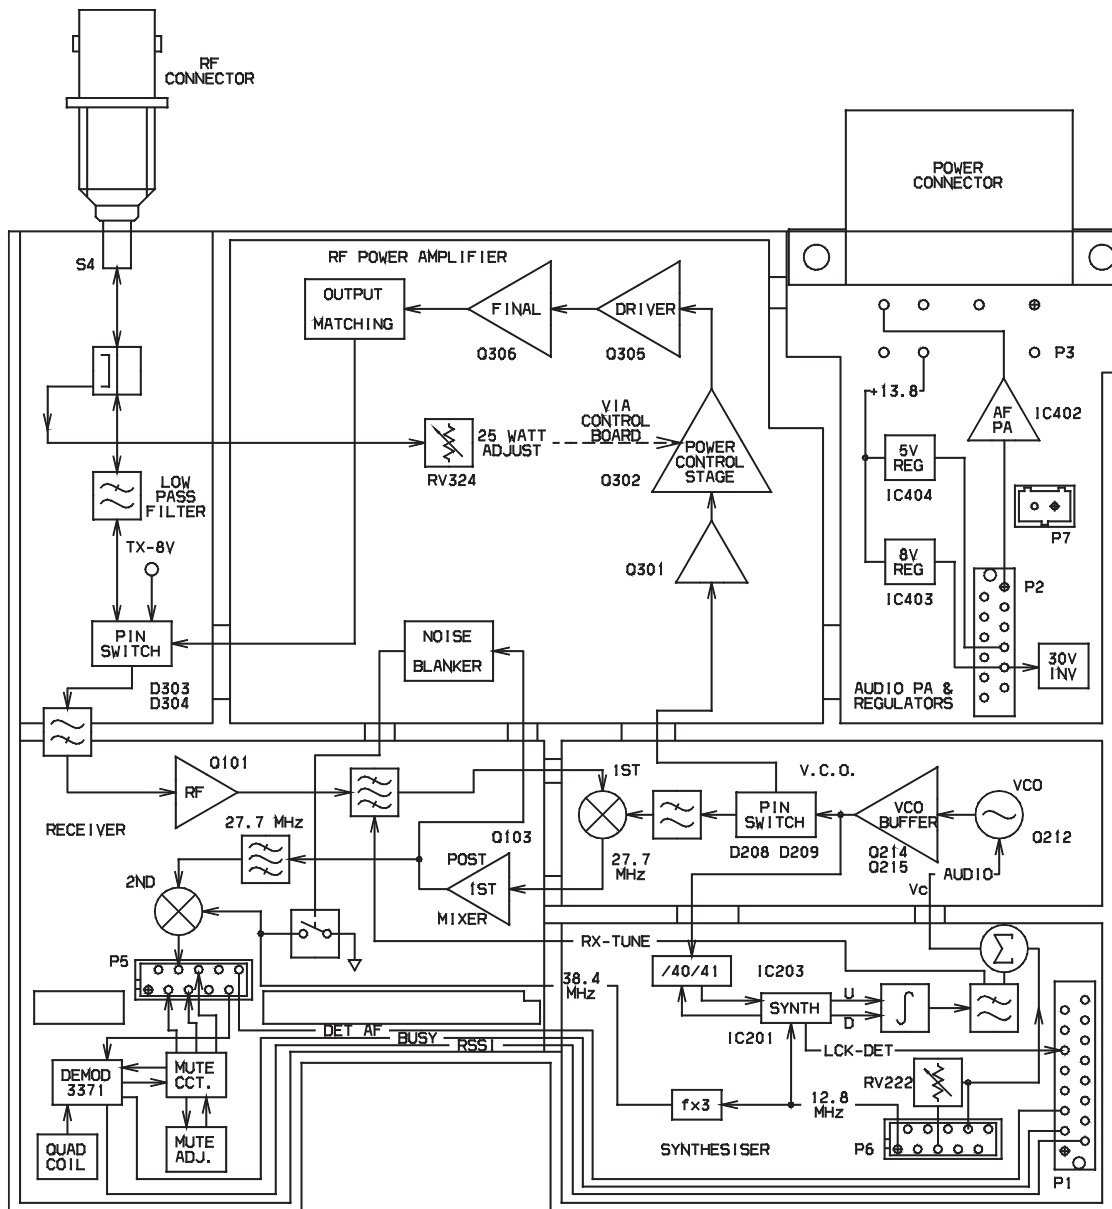 RF
CONNECTOR
POWER
CONNECTOR
S4
RF POWER AMPLIFIER
OUTPUT
MATCHING
FINAL
DRIVER
Q306
Q305
P3
+13.8
AF
PA
IC402
VIA
CONTROL
BOARD
25 WATT
ADJUST
RV324
POWER
CONTROL
STAGE
Q302
5V
REG
IC404
LOW
PASS
FILTER
TX-8V
P7
Q301
8V
REG
IC403
P2
PIN
SWITCH
NOISE
BLANKER
30V
INV
D303
D304
AUDIO PA &
REGULATORS
Q101
RF
1ST
V.C.O.
VCO
RECEIVER
27.7 MHz
Q103
PIN
SWITCH
VCO
BUFFER
D208 D209
Q212
Q214
Q215
POST
1ST
MIXER
27.7
MHz
AUDIO
Vc
2ND
RX-TUNE
Σ
P5
/40/41
IC203
38.4
MHz
SYNTH
U
D
IC201
DET AF
BUSY
RSSI
LCK-DET
DEMOD
3371
MUTE
CCT.
RV222
f×3
12.8
MHz
QUAD
COIL
MUTE
ADJ.
SYNTHESISER
P6
P1